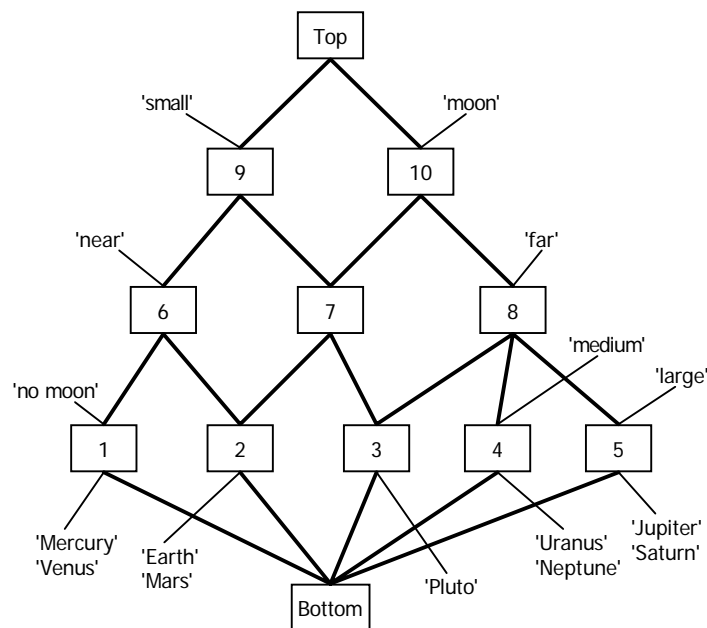 Top
'small'
'moon'
9
10
'near'
'far'
6
7
8
'medium'
'no moon'
'large'
1
2
3
4
5
'Mercury'
'Venus'
'Earth'
'Mars'
'Pluto'
'Uranus'
'Neptune'
'Jupiter'
'Saturn'
Bottom